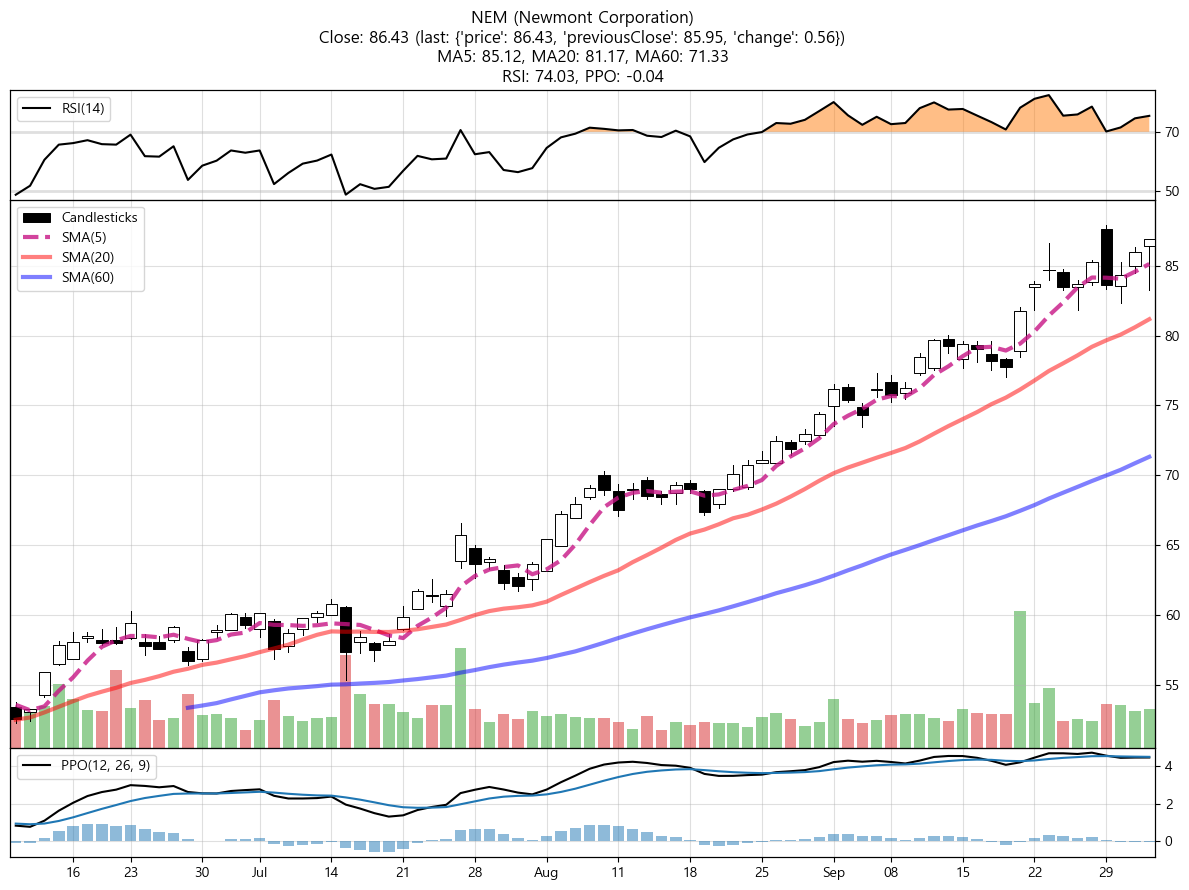 NEM (Newmont Corporation)
Close: 86.43 (last: {'price': 86.43, 'previousClose': 85.95, 'change': 0.56})
MA5: 85.12, MA20: 81.17, MA60: 71.33
RSI: 74.03, PPO: -0.04
RSI(14)
70
50
Candlesticks
SMA(5)
SMA(20)
SMA(60)
85
80
75
70
65
60
55
PPO(12, 26, 9)
4
2
0
16 23 30 Jul 14 21 28 Aug 11 18 25 Sep 08 15 22 29